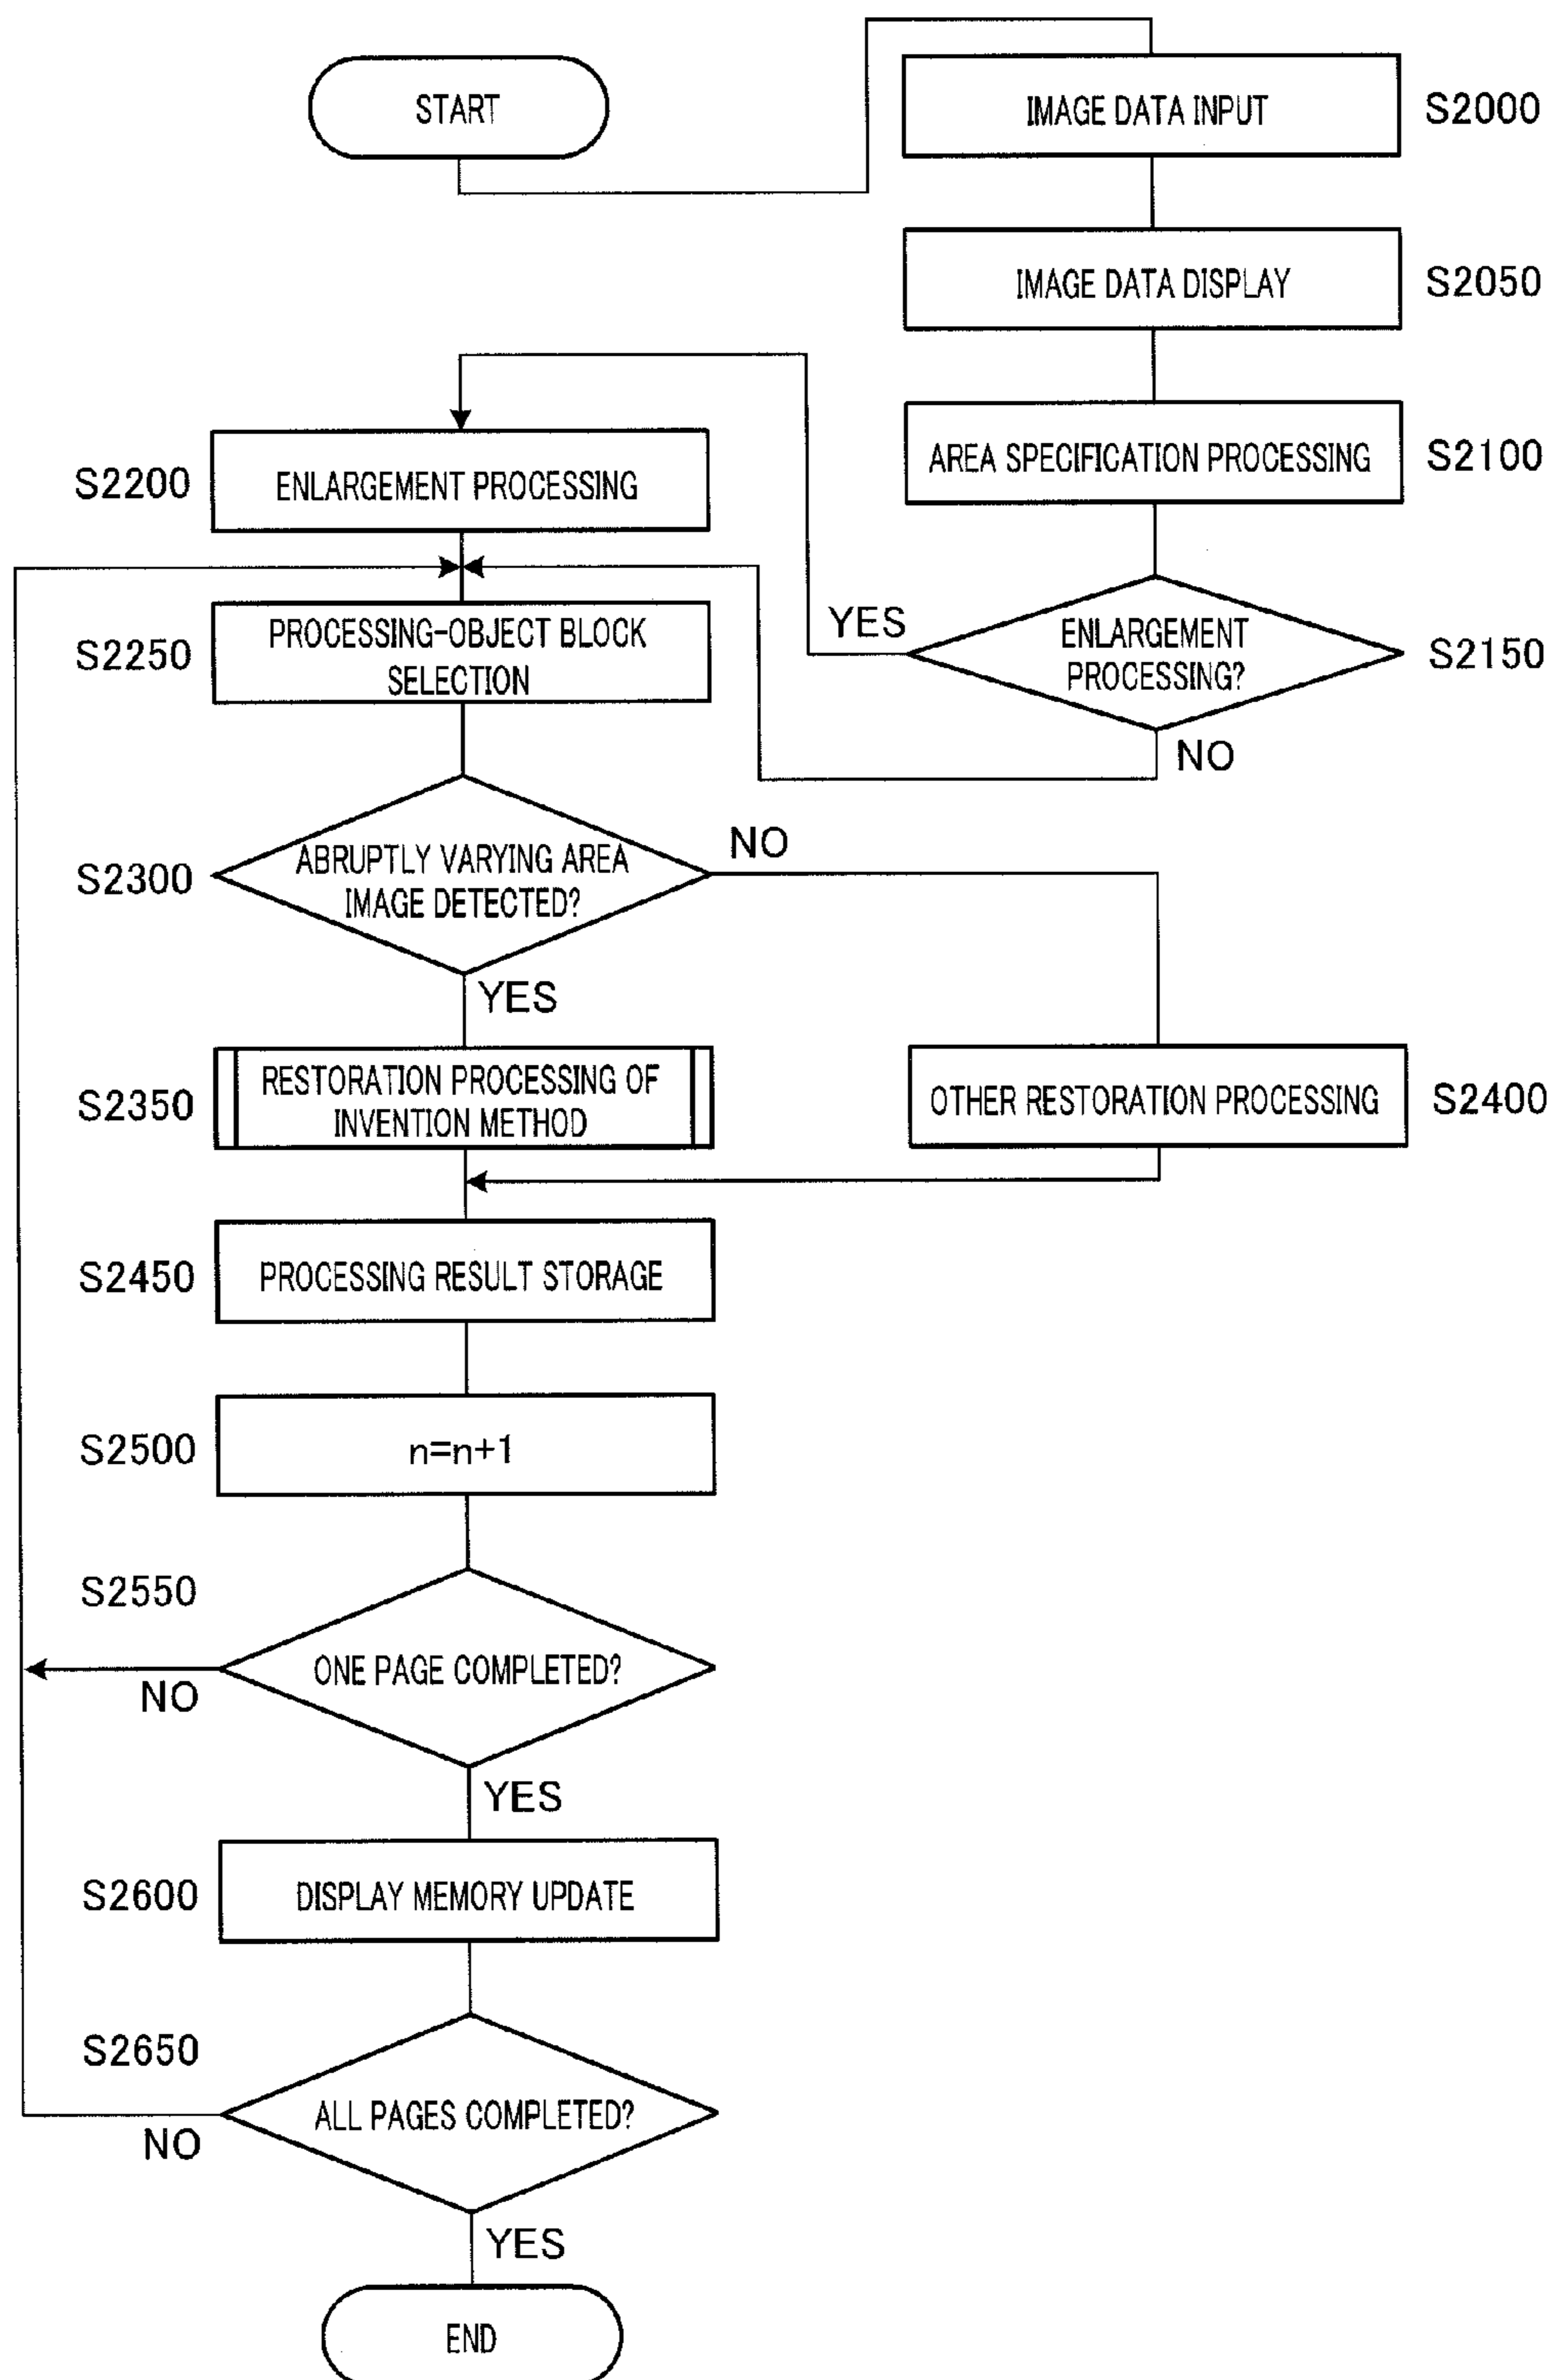 START
IMAGE DATA INPUT
S2000
IMAGE DATA DISPLAY
S2050
AREA SPECIFICATION PROCESSING
S2100
ENLARGEMENT
PROCESSING?
S2150
YES
NO
S2200
ENLARGEMENT PROCESSING
S2250
PROCESSING-OBJECT BLOCK
SELECTION
S2300
ABRUPTLY VARYING AREA
IMAGE DETECTED?
NO
YES
S2350
RESTORATION PROCESSING OF
INVENTION METHOD
OTHER RESTORATION PROCESSING
S2400
S2450
PROCESSING RESULT STORAGE
S2500
n=n+1
S2550
ONE PAGE COMPLETED?
NO
YES
S2600
DISPLAY MEMORY UPDATE
S2650
ALL PAGES COMPLETED?
NO
YES
END